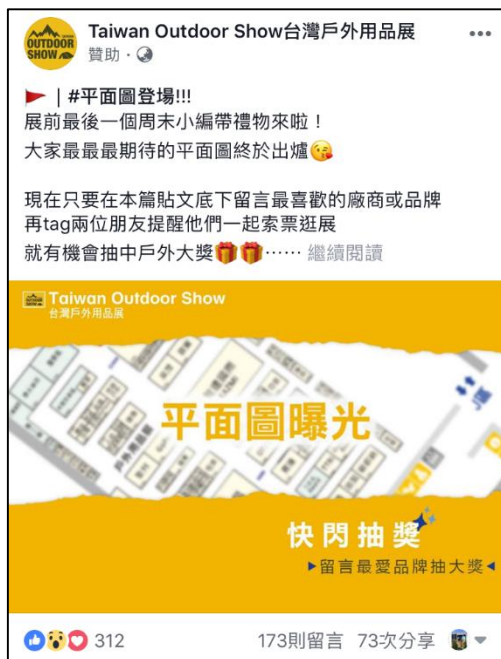 Taiwan Outdoor Show台灣戶外用品展
贊助
｜#平面圖登場!!!
展前最後一個周末小編帶禮物來啦！
大家最最最期待的平面圖終於出爐
現在只要在本篇貼文底下留言最喜歡的廠商或品牌
再tag兩位朋友提醒他們一起索票逛展
就有機會抽中戶外大獎⋯⋯ 繼續閱讀
OUTDOOR SHOW
Taiwan Outdoor Show
台灣戶外用品展
平面圖曝光
快閃抽獎
▶留言最愛品牌抽大獎◀
312 173則留言 73次分享